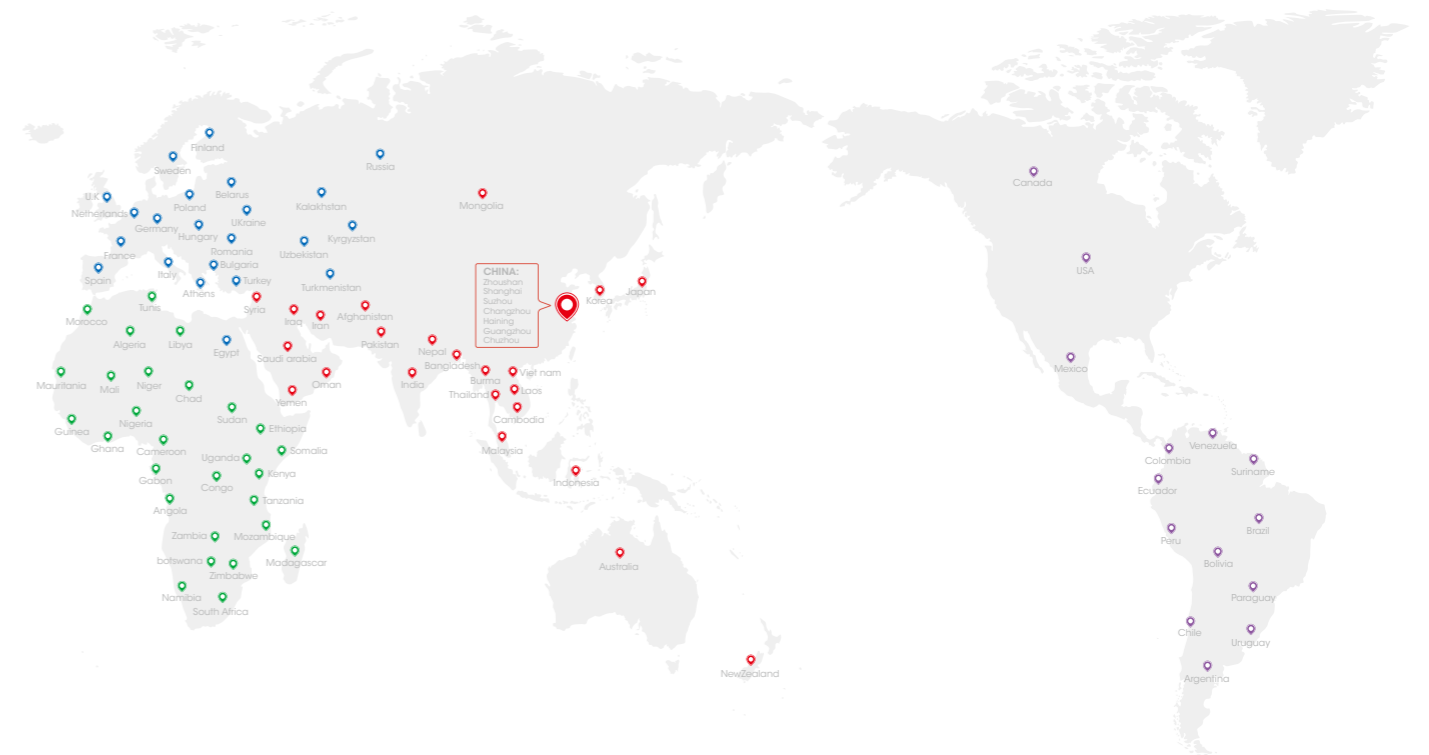 Finland
Sweden
Russia
Belarus
U.K
Poland
Kalakhstan
Mongolia
Canada
Netherlands
Germany
UKraine
Hungary
Kyrgyzstan
Romania
France
Uzbekistan
Italy
Bulgaria
Spain
Turkey
Athens
Turkmenistan
USA
CHINA:
Zhoushan
Shanghai
Suzhou
Changzhou
Haining
Guangzhou
Chuzhou
Korea
Japan
Tunis
Syria
Morocco
Iraq
Iran
Afghanistan
Algeria
Libya
Egypt
Saudi arabia
Pakistan
Nepal
Bangladesh
Mexico
Mauritania
Mali
Niger
Chad
Yemen
Oman
India
Burma
Viet nam
Thailand
Laos
Cambodia
Guinea
Nigeria
Sudan
Ethiopia
Ghana
Cameroon
Somalia
Malaysia
Venezuela
Colombia
Suriname
Uganda
Gabon
Congo
Kenya
Indonesia
Ecuador
Angola
Tanzania
Zambia
Mozambique
Brazil
Peru
botswana
Zimbabwe
Madagascar
Australia
Bolivia
Namibia
South Africa
Paraguay
Chile
Uruguay
NewZealand
Argentina